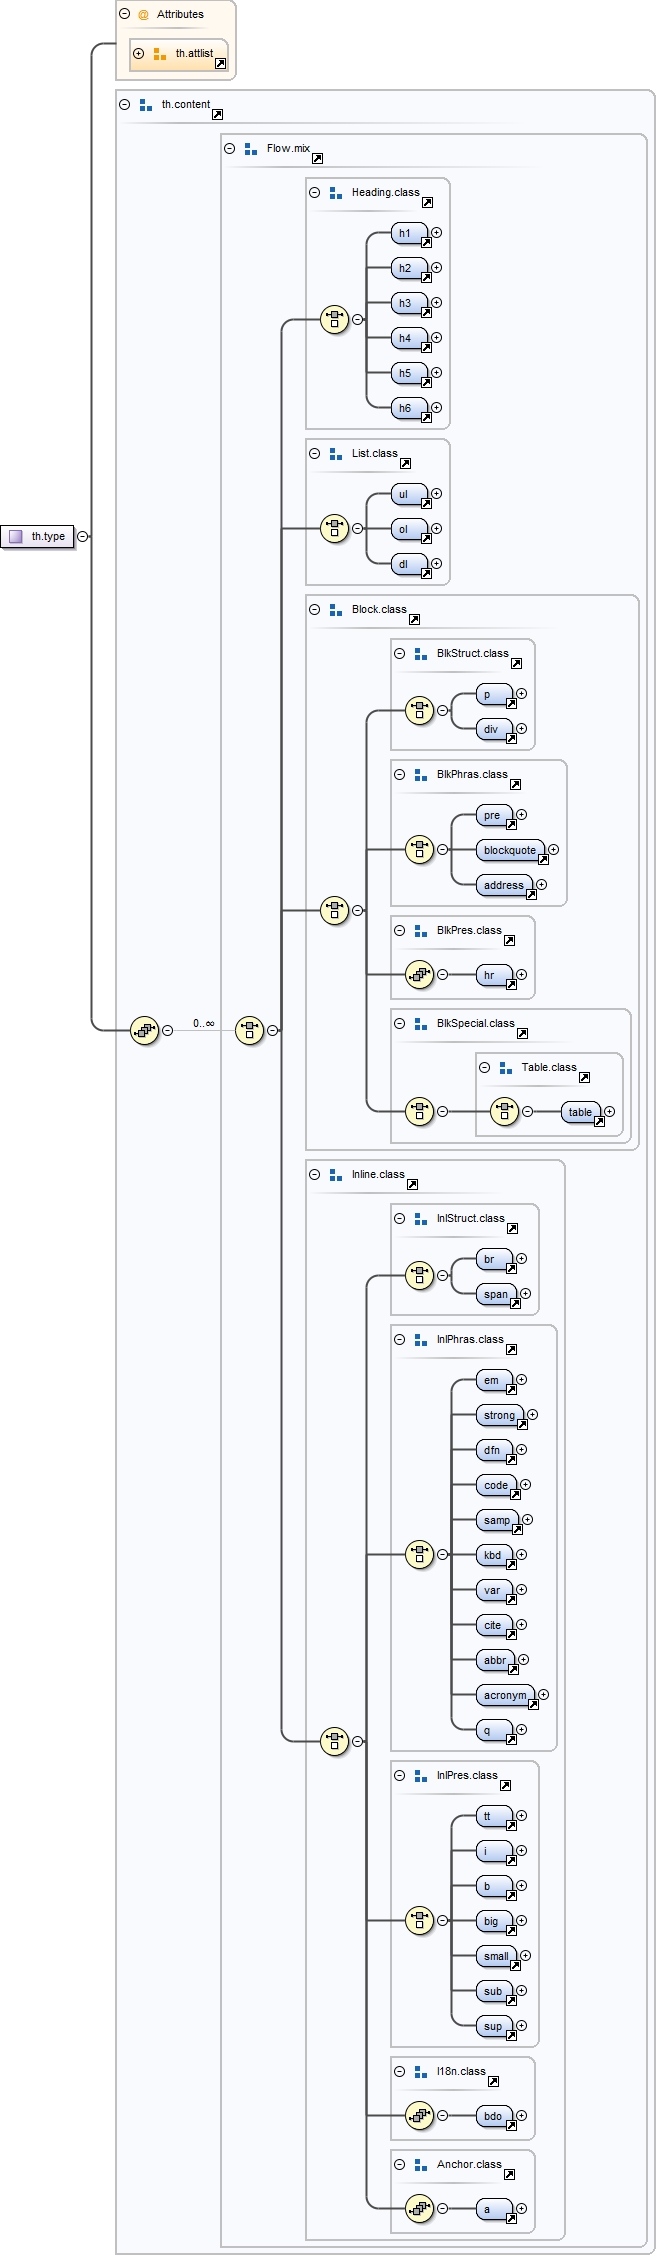 Attributes
th.attlist
th.content
Flow.mix
Heading.class
h1
h2
h3
h4
h5
h6
List.class
ul
ol
dl
th.type
Block.class
BlkStruct.class
p
div
BlkPhras.class
pre
blockquote
address
BlkPres.class
hr
BlkSpecial.class
0..∞
Table.class
table
Inline.class
InlStruct.class
br
span
InlPhras.class
em
strong
dfn
code
samp
kbd
var
cite
abbr
acronym
q
InlPres.class
tt
i
b
big
small
sub
sup
I18n.class
bdo
Anchor.class
a